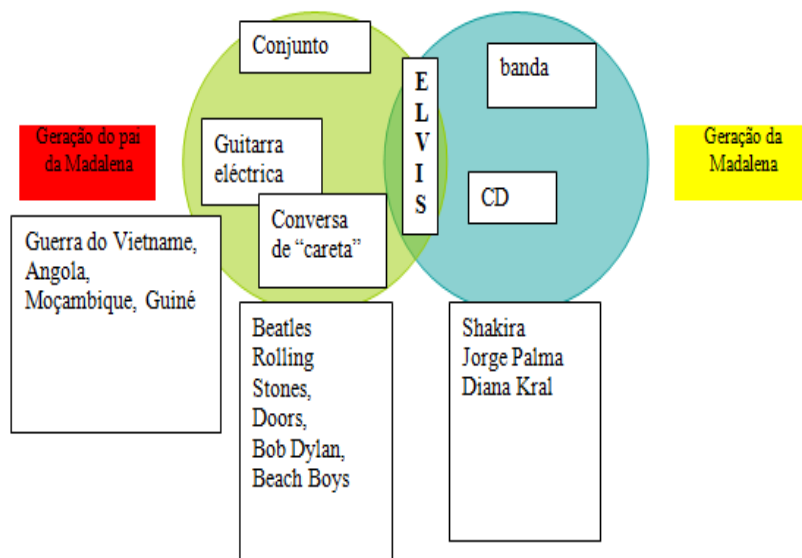 Conjunto
E
L
V
I
S
banda
Geração do pai
da Madalena
Guitarra
eléctrica
Geração da
Madalena
Conversa
de “careta”
CD
Guerra do Vietname,
Angola,
Moçambique, Guiné
Beatles
Rolling
Stones,
Doors,
Bob Dylan,
Beach Boys
Shakira
Jorge Palma
Diana Kral